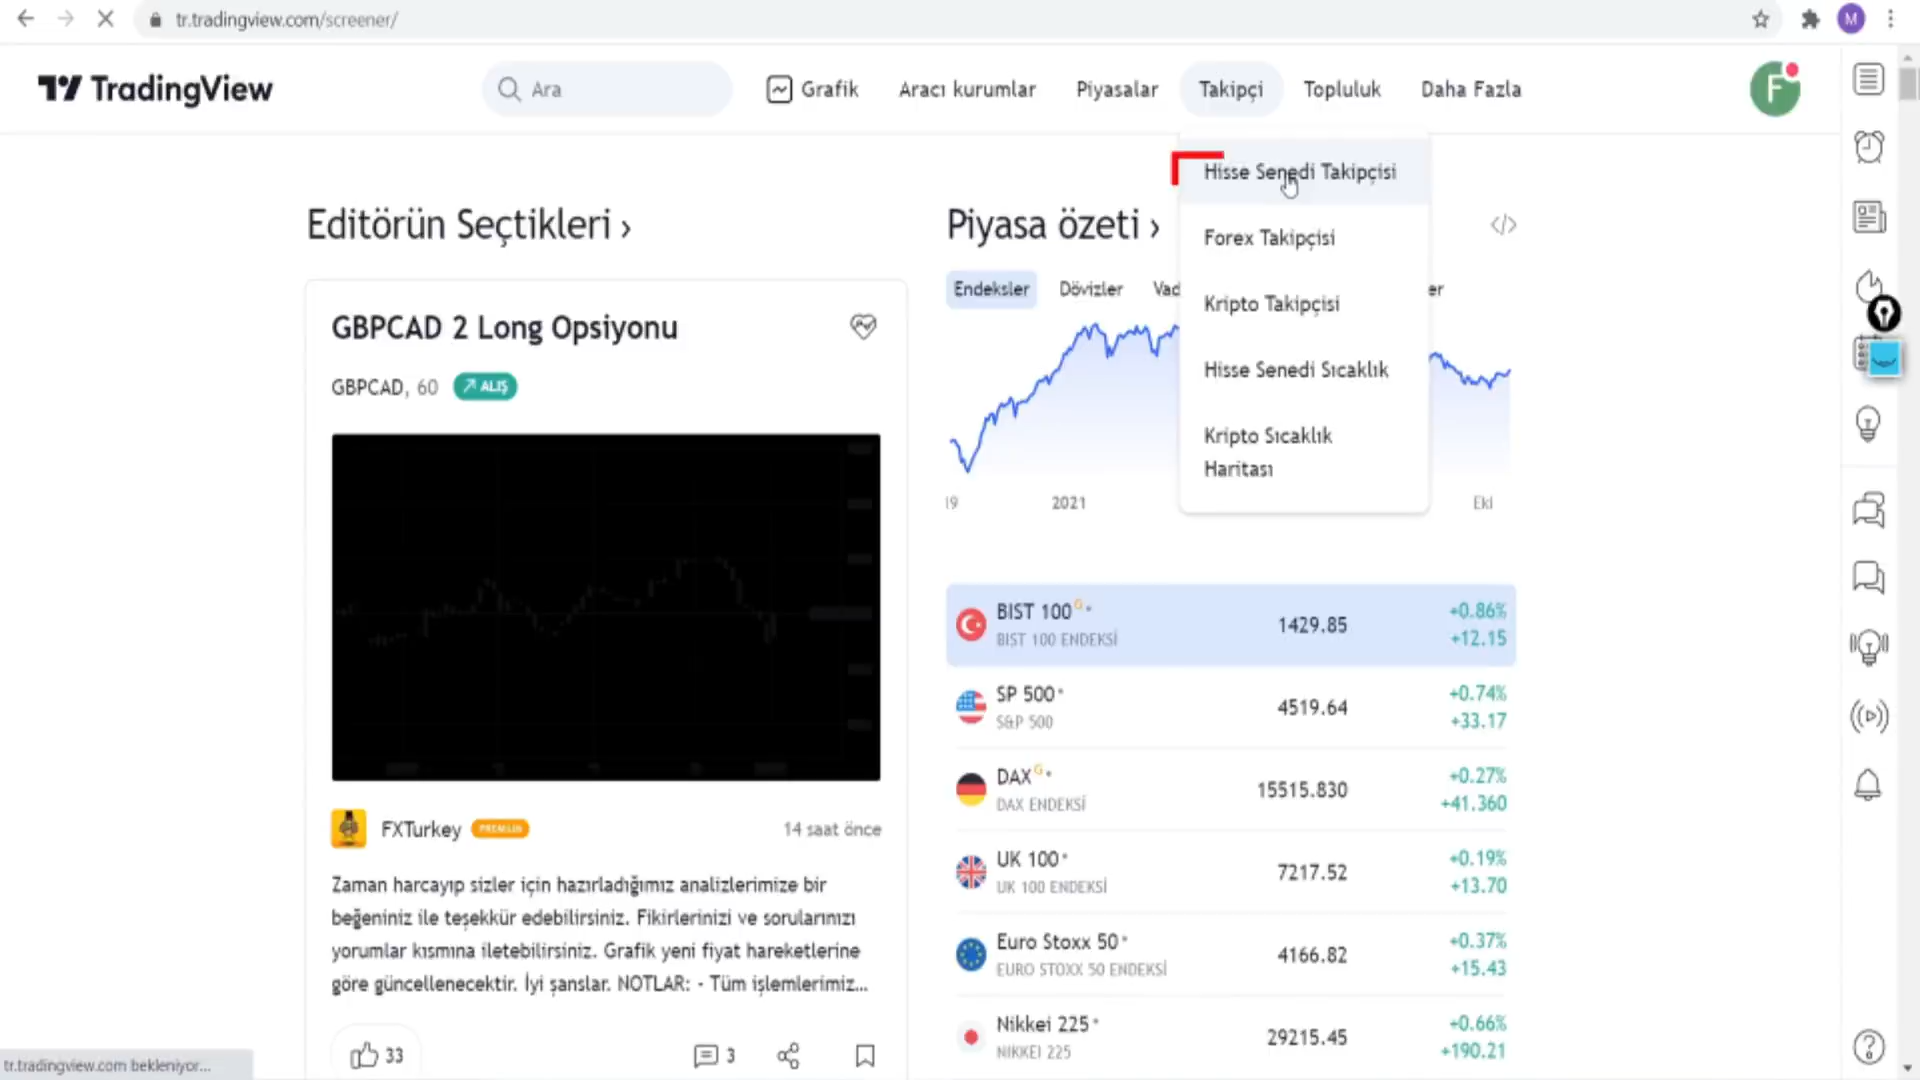 tr.tradingview.com/screener/
M
TradingView
Ara
Grafik
Aracı kurumlar
Piyasalar
Takipçi
Topluluk
Daha Fazla
F
Hisse Senedi Takipçisi
Forex Takipçisi
Kripto Takipçisi
Hisse Senedi Sıcaklık
Kripto Sıcaklık
Haritası
Editörün Seçtikleri ›
Piyasa özeti ›
Endeksler
Dövizler
Vad
er
GBPCAD 2 Long Opsiyonu
GBPCAD, 60
ALIŞ
19
2021
Eki
BIST 100 G
BIST 100 ENDEKSİ
1429.85
+0.86%
+12.15
SP 500
S&P 500
4519.64
+0.74%
+33.17
DAX G
DAX ENDEKSİ
15515.830
+0.27%
+41.360
UK 100
UK 100 ENDEKSİ
7217.52
+0.19%
+13.70
Euro Stoxx 50
EURO STOXX 50 ENDEKSİ
4166.82
+0.37%
+15.43
Nikkei 225
NIKKEI 225
29215.45
+0.66%
+190.21
FXTurkey
PREMIUM
14 saat önce
Zaman harcayıp sizler için hazırladığımız analizlerimize bir
beğeniniz ile teşekkür edebilirsiniz. Fikirlerinizi ve sorularınızı
yorumlar kısmına iletebilirsiniz. Grafik yeni fiyat hareketlerine
göre güncellenecektir. İyi şanslar. NOTLAR: - Tüm işlemlerimiz...
33
3
tr.tradingview.com bekleniyor...